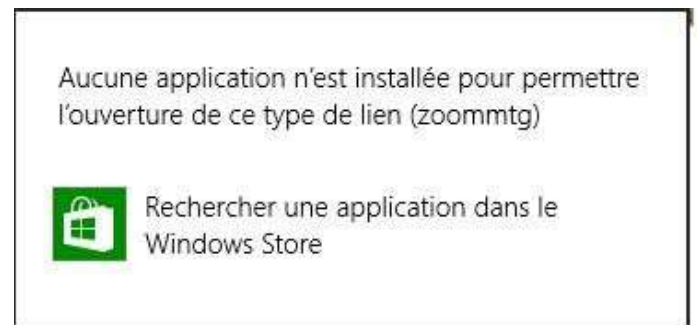 Aucune application n'est installée pour permettre
l'ouverture de ce type de lien (zoommtg)
Rechercher une application dans le
Windows Store